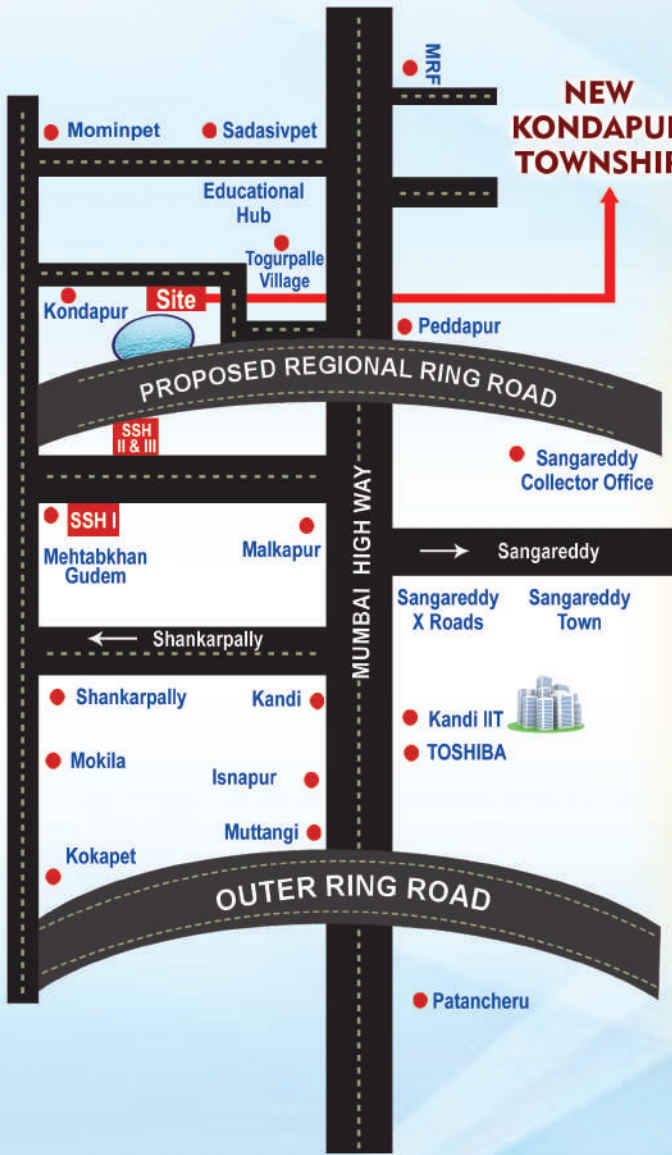 MRF
NEW
KONDAPUR
TOWNSHIP
Mominpet
Sadasivpet
Educational
Hub
Togurpalle
Village
Kondapur
Site
Peddapur
PROPOSED REGIONAL RING ROAD
SSH
II & III
Sangareddy
Collector Office
SSH I
Mehtabkhan
Gudem
Malkapur
MUMBAI HIGH WAY
Sangareddy
Sangareddy
X Roads
Sangareddy
Town
Shankarpally
Shankarpally
Kandi
Kandi IIT
TOSHIBA
Mokila
Isnapur
Muttangi
Kokapet
OUTER RING ROAD
Patancheru